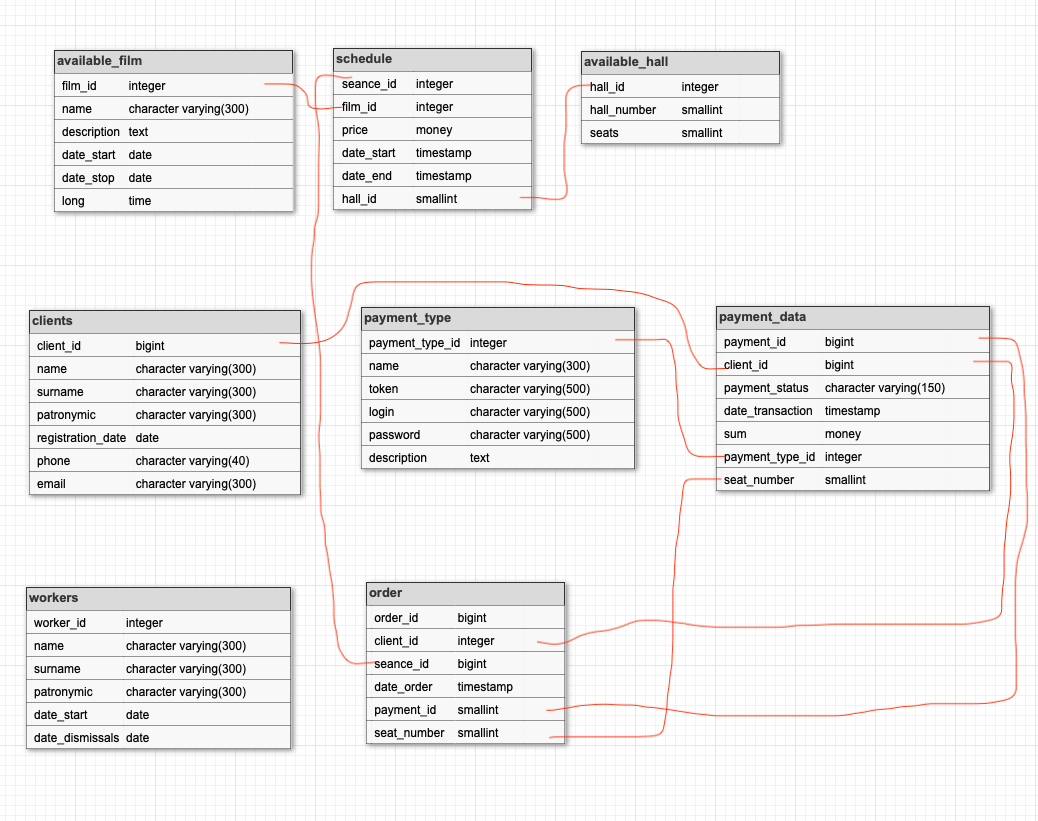 available_film
film_id integer
name character varying(300)
description text
date_start date
date_stop date
long time
schedule
seance_id integer
film_id integer
price money
date_start timestamp
date_end timestamp
hall_id smallint
available_hall
hall_id integer
hall_number smallint
seats smallint
clients
client_id bigint
name character varying(300)
surname character varying(300)
patronymic character varying(300)
registration_date date
phone character varying(40)
email character varying(300)
payment_type
payment_type_id integer
name character varying(300)
token character varying(500)
login character varying(500)
password character varying(500)
description text
payment_data
payment_id bigint
client_id bigint
payment_status character varying(150)
date_transaction timestamp
sum money
payment_type_id integer
seat_number smallint
workers
worker_id integer
name character varying(300)
surname character varying(300)
patronymic character varying(300)
date_start date
date_dismissals date
order
order_id bigint
client_id integer
seance_id bigint
date_order timestamp
payment_id smallint
seat_number smallint